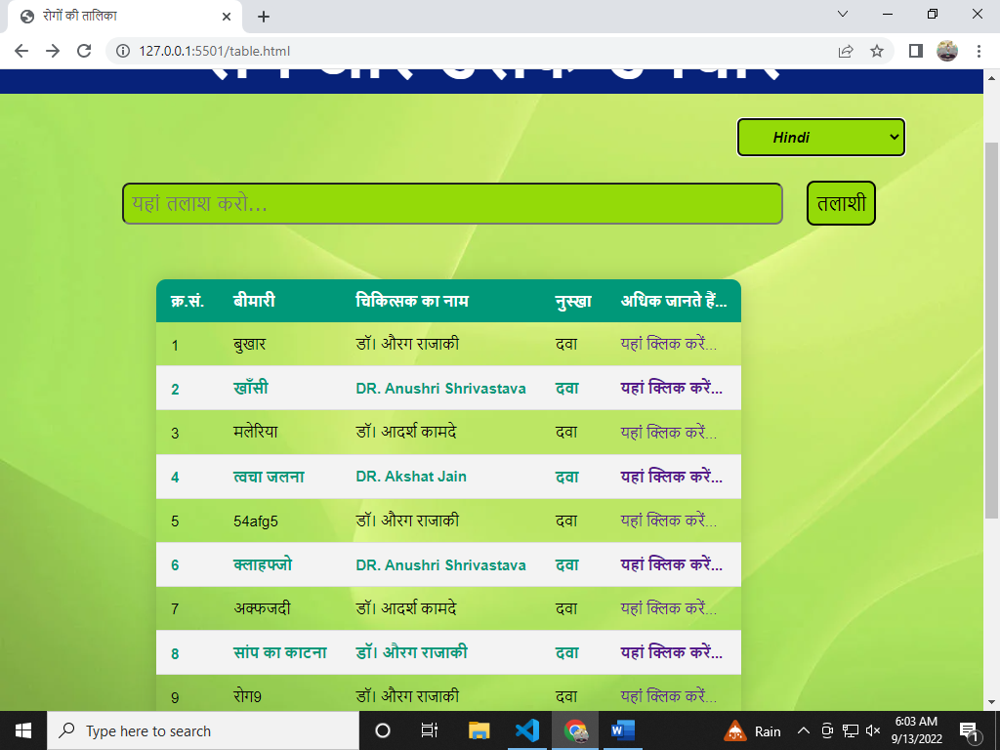 रोगों की तालिका
127.0.0.1:5501/table.html
Hindi
यहां तलाश करो...
तलाशी
क्र.सं. बीमारी चिकित्सक का नाम नुस्खा अधिक जानते हैं...
1 बुखार डॉ। औरग राजाकी दवा यहां क्लिक करें...
2 खाँसी DR. Anushri Shrivastava दवा यहां क्लिक करें...
3 मलेरिया डॉ। आदर्श कामदे दवा यहां क्लिक करें...
4 त्वचा जलना DR. Akshat Jain दवा यहां क्लिक करें...
5 54afg5 डॉ। औरग राजाकी दवा यहां क्लिक करें...
6 क्लाहफ्जो DR. Anushri Shrivastava दवा यहां क्लिक करें...
7 अक्फजदी डॉ। आदर्श कामदे दवा यहां क्लिक करें...
8 सांप का काटना डॉ। औरग राजाकी दवा यहां क्लिक करें...
9 रोग9 डॉ। औरग राजाकी दवा यहां क्लिक करें...
Type here to search
Rain
6:03 AM
9/13/2022
1